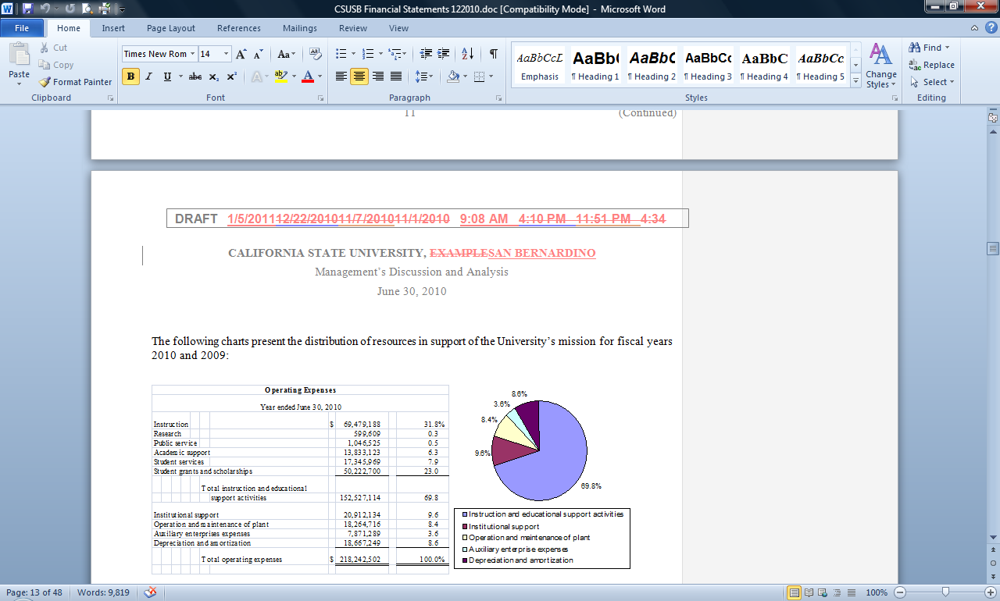 CSUSB Financial Statements 122010.doc [Compatibility Mode] - Microsoft Word
File Home Insert Page Layout References Mailings Review View
Paste
Cut
Copy
Format Painter
Clipboard
Times New Rom 14
B I U abc x₂ x²
Font
Paragraph
AaBbCcL AaBb( AaBbC AaBbCc AaBbC AaBbCc
Emphasis ¶ Heading 1 ¶ Heading 2 ¶ Heading 3 ¶ Heading 4 ¶ Heading 5
Change Styles
Styles
Find
Replace
Select
Editing
11 (Continued)
DRAFT 1/5/201112/22/201011/7/201011/1/2010 9:08 AM 4:10 PM 11:51 PM 4:34
CALIFORNIA STATE UNIVERSITY, EXAMPLESAN BERNARDINO
Management's Discussion and Analysis
June 30, 2010
The following charts present the distribution of resources in support of the University's mission for fiscal years
2010 and 2009:
Operating Expenses
Year ended June 30, 2010
Instruction $ 69,479,188 31.8%
Research 599,609 0.3
Public service 1,046,525 0.5
Academic support 13,833,123 6.3
Student services 17,345,969 7.9
Student grants and scholarships 50,222,700 23.0
Total instruction and educational
support activities 152,527,114 69.8
Institutional support 20,912,134 9.6
Operation and maintenance of plant 18,264,716 8.4
Auxiliary enterprises expenses 7,871,289 3.6
Depreciation and amortization 18,667,249 8.6
Total operating expenses $ 218,242,502 100.0%
8.6%
3.6%
8.4%
9.6%
69.8%
Instruction and educational support activities
Institutional support
Operation and maintenance of plant
Auxiliary enterprise expenses
Depreciation and amortization
Page: 13 of 48 Words: 9,819 100%